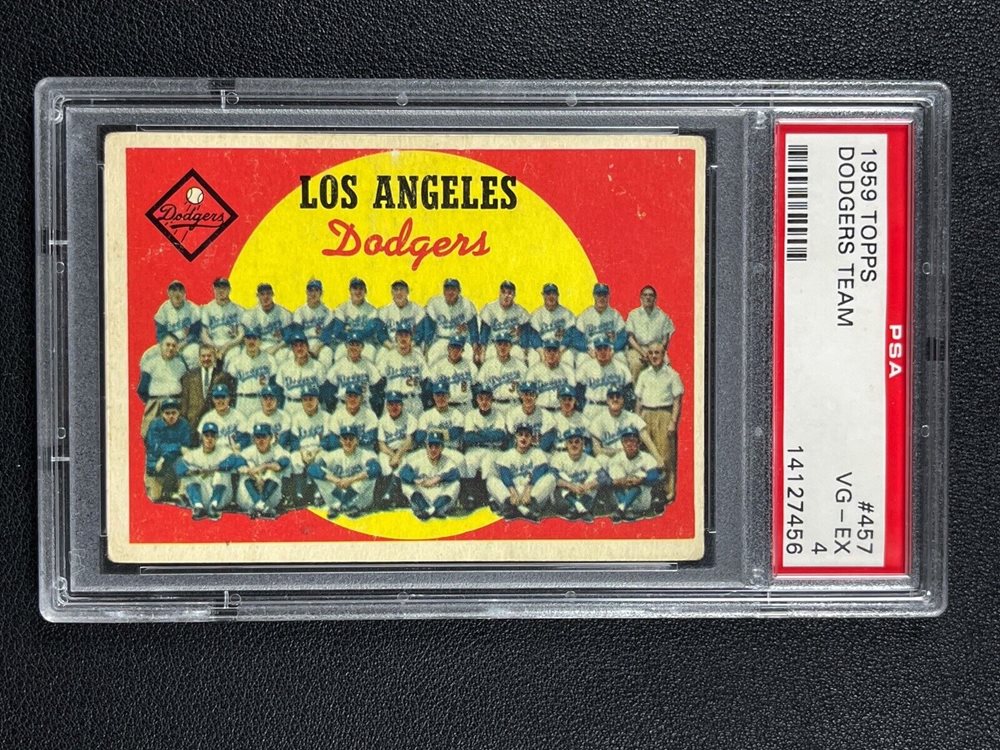 LOS ANGELES
Dodgers
Dodgers
1959 TOPPS #457
DODGERS TEAM VG-EX
4
14127456
PSA